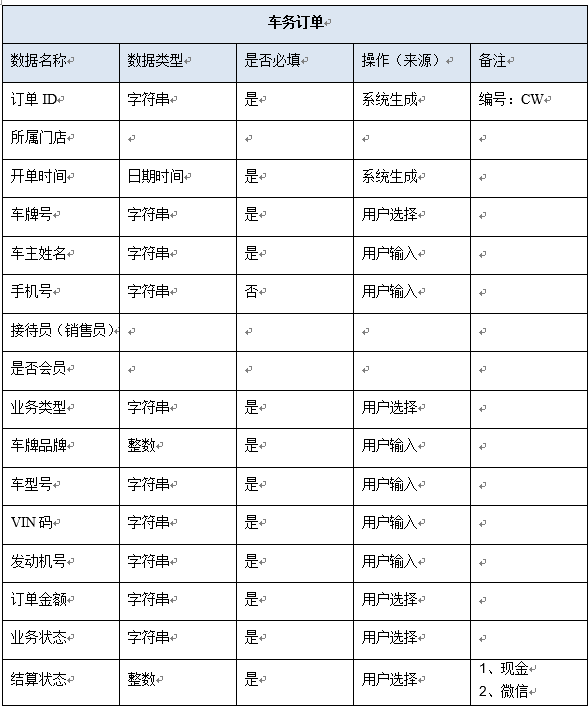 车务订单
数据名称 数据类型 是否必填 操作（来源） 备注
订单 ID 字符串 是 系统生成 编号：CW
所属门店
开单时间 日期时间 是 系统生成
车牌号 字符串 是 用户选择
车主姓名 字符串 是 用户输入
手机号 字符串 否 用户输入
接待员（销售员）
是否会员
业务类型 字符串 是 用户选择
车牌品牌 整数 是 用户输入
车型号 字符串 是 用户输入
VIN 码 字符串 是 用户输入
发动机号 字符串 是 用户输入
订单金额 字符串 是 用户选择
业务状态 字符串 是 用户选择
结算状态 整数 是 用户选择 1、现金
2、微信